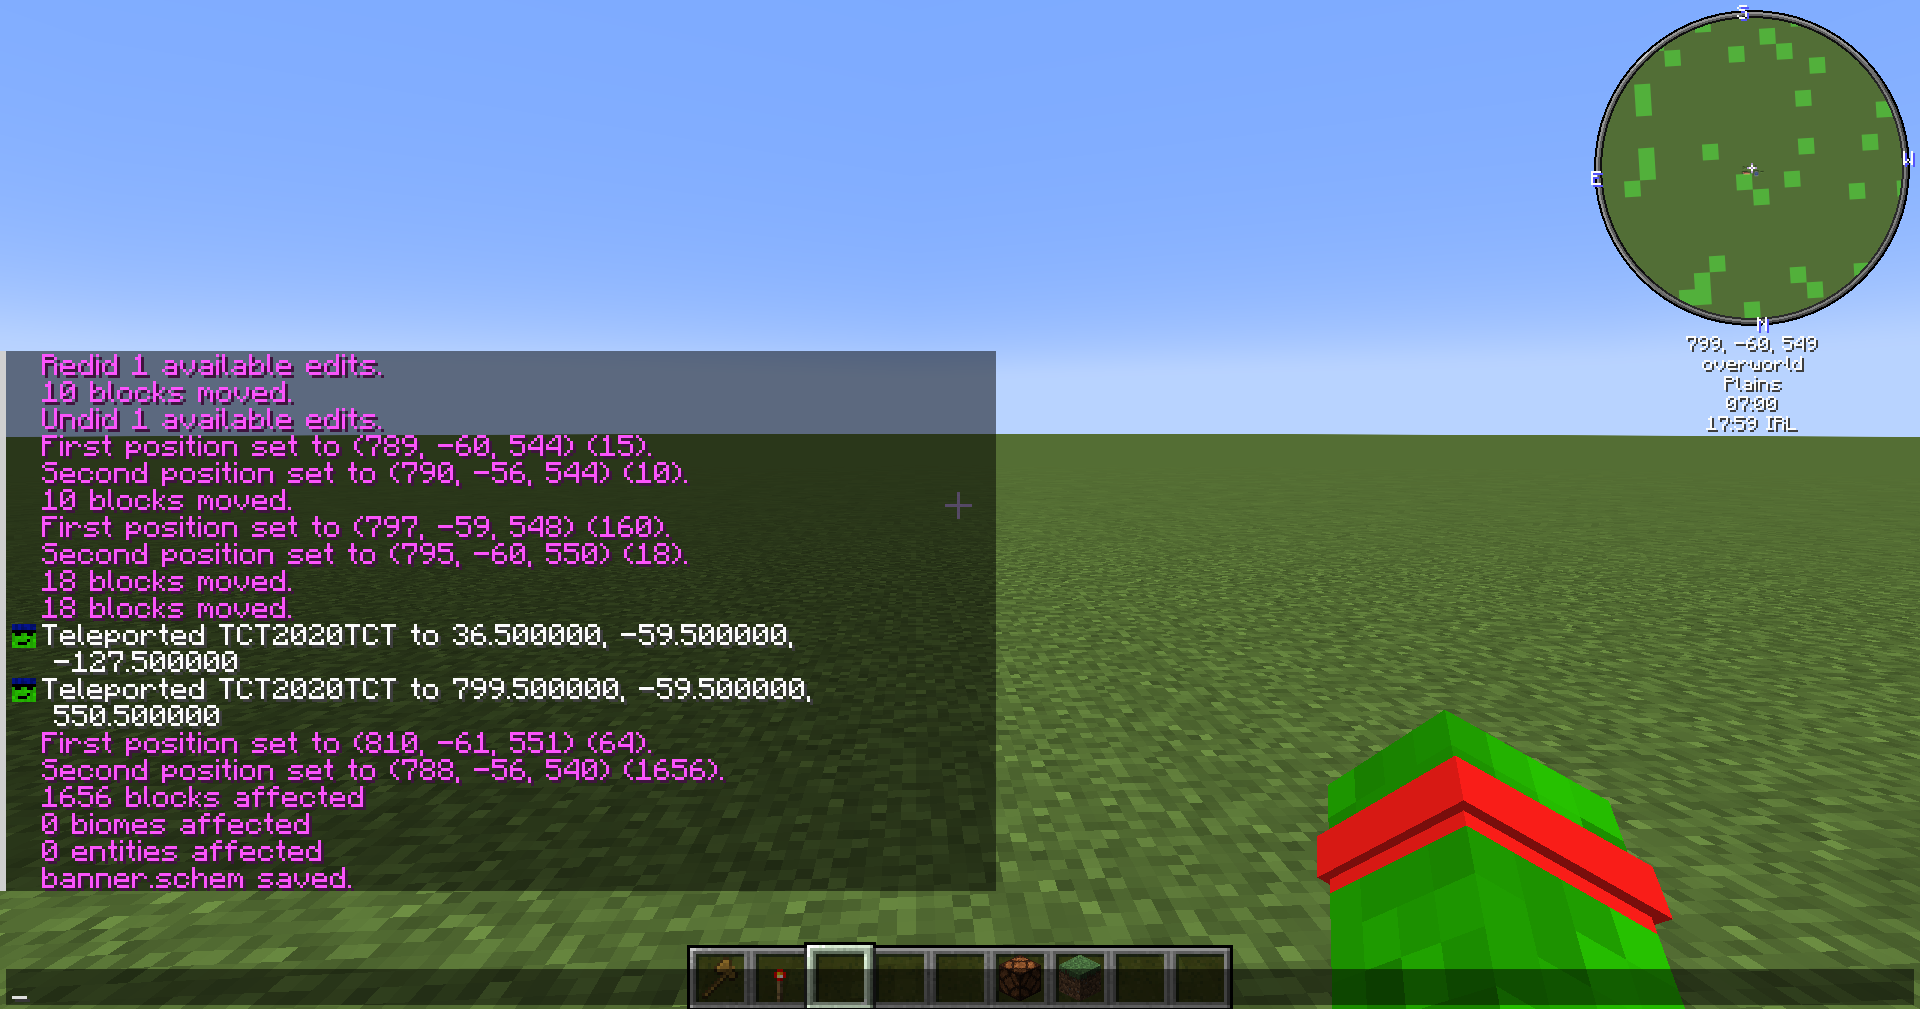 S
W
E
N
799, -60, 549
overworld
Plains
07:00
17:59 IRL
Redid 1 available edits.
10 blocks moved.
Undid 1 available edits.
First position set to (789, -60, 544) (15).
Second position set to (790, -56, 544) (10).
10 blocks moved.
First position set to (797, -59, 548) (160).
Second position set to (795, -60, 550) (18).
18 blocks moved.
18 blocks moved.
Teleported TCT2020TCT to 36.500000, -59.500000,
-127.500000
Teleported TCT2020TCT to 799.500000, -59.500000,
550.500000
First position set to (810, -61, 551) (64).
Second position set to (788, -56, 540) (1656).
1656 blocks affected
0 biomes affected
0 entities affected
banner.schem saved.
_